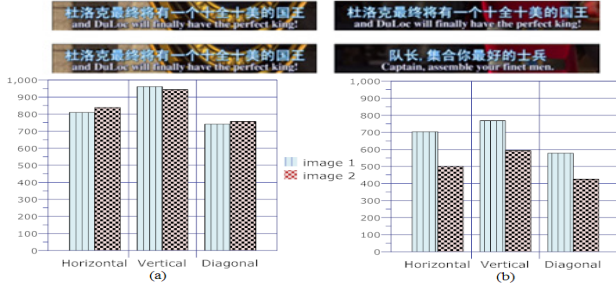 杜洛克最终将有一个十全十美的国王
and DuLoc will finally have the perfect king!
杜洛克最终将有一个十全十美的国王
and DuLoc will finally have the perfect king!
杜洛克最终将有一个十全十美的国王
and DuLoc will finally have the perfect king!
队长, 集合你最好的士兵
Captain, assemble your finet men.
1,000
900
800
700
600
500
400
300
200
100
0
Horizontal Vertical Diagonal
(a)
image 1
image 2
1,000
900
800
700
600
500
400
300
200
100
0
Horizontal Vertical Diagonal
(b)